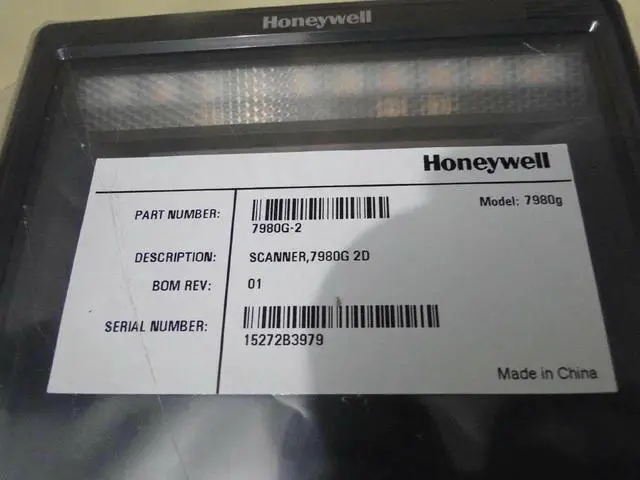 Honeywell
Honeywell
PART NUMBER:
7980G-2
Model: 7980g
DESCRIPTION: SCANNER,7980G 2D
BOM REV: 01
SERIAL NUMBER:
15272B3979
Made in China